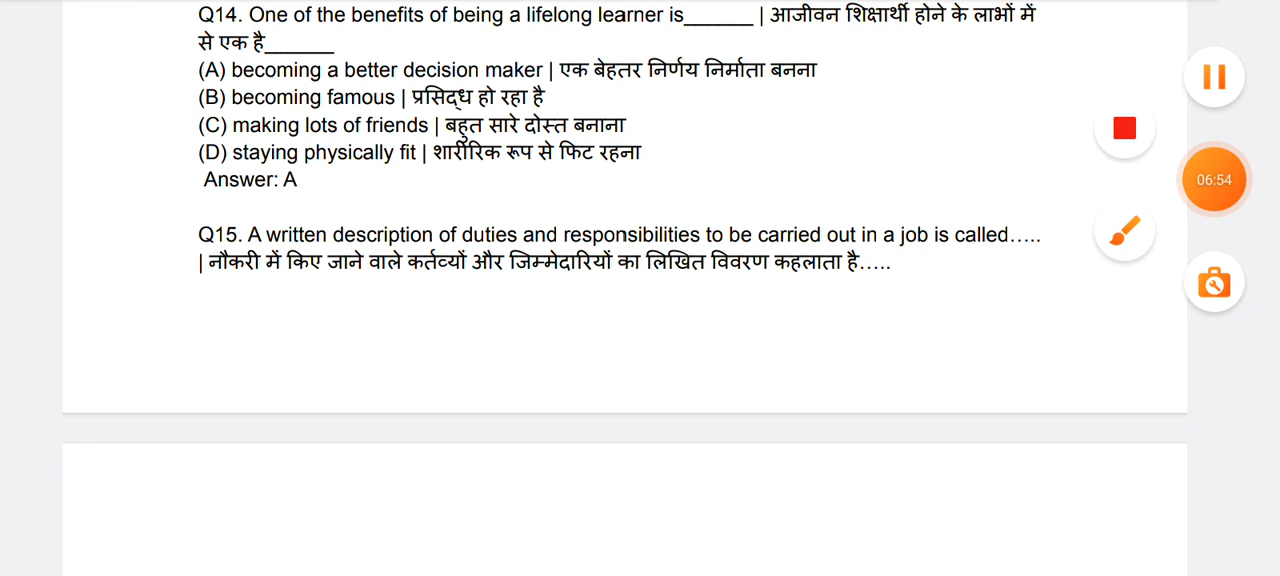 Q14. One of the benefits of being a lifelong learner is______ | आजीवन शिक्षार्थी होने के लाभों में
से एक है______
(A) becoming a better decision maker | एक बेहतर निर्णय निर्माता बनना
(B) becoming famous | प्रसिद्ध हो रहा है
(C) making lots of friends | बहुत सारे दोस्त बनाना
(D) staying physically fit | शारीरिक रूप से फिट रहना
Answer: A
06:54
Q15. A written description of duties and responsibilities to be carried out in a job is called…..
| नौकरी में किए जाने वाले कर्तव्यों और जिम्मेदारियों का लिखित विवरण कहलाता है…..